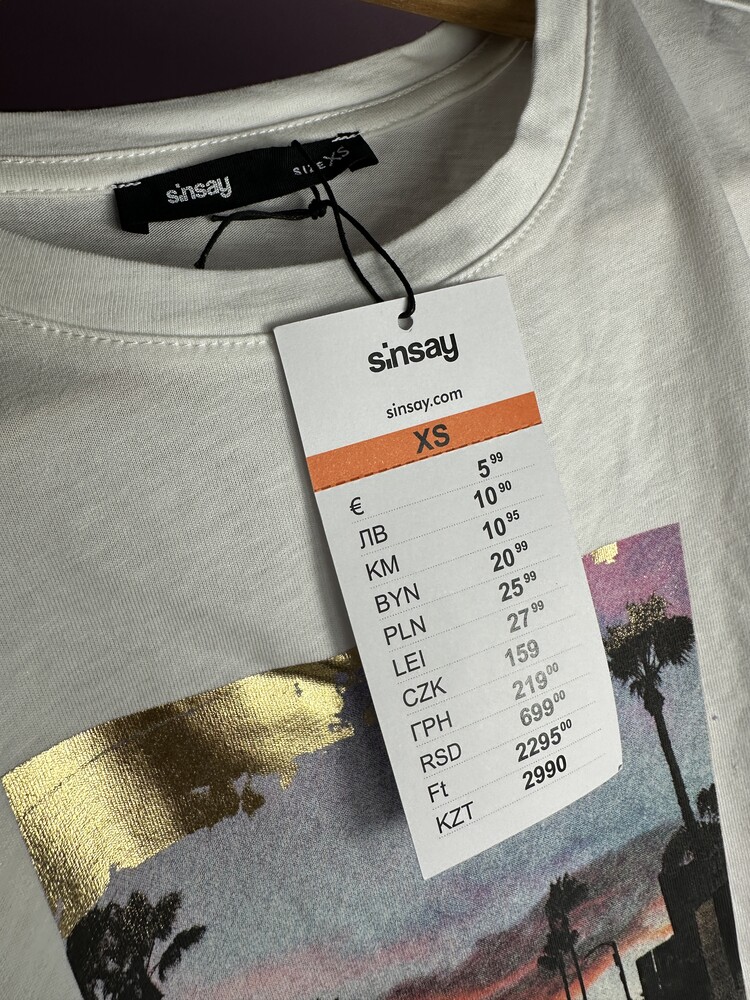 sinsay SIZE XS
sinsay
sinsay.com
XS
€ 5 99
ЛВ 10 90
KM 10 95
BYN 20 99
PLN 25 99
LEI 27 99
CZK 159
ГРН 219 00
RSD 699 00
Ft 2295 00
KZT 2990